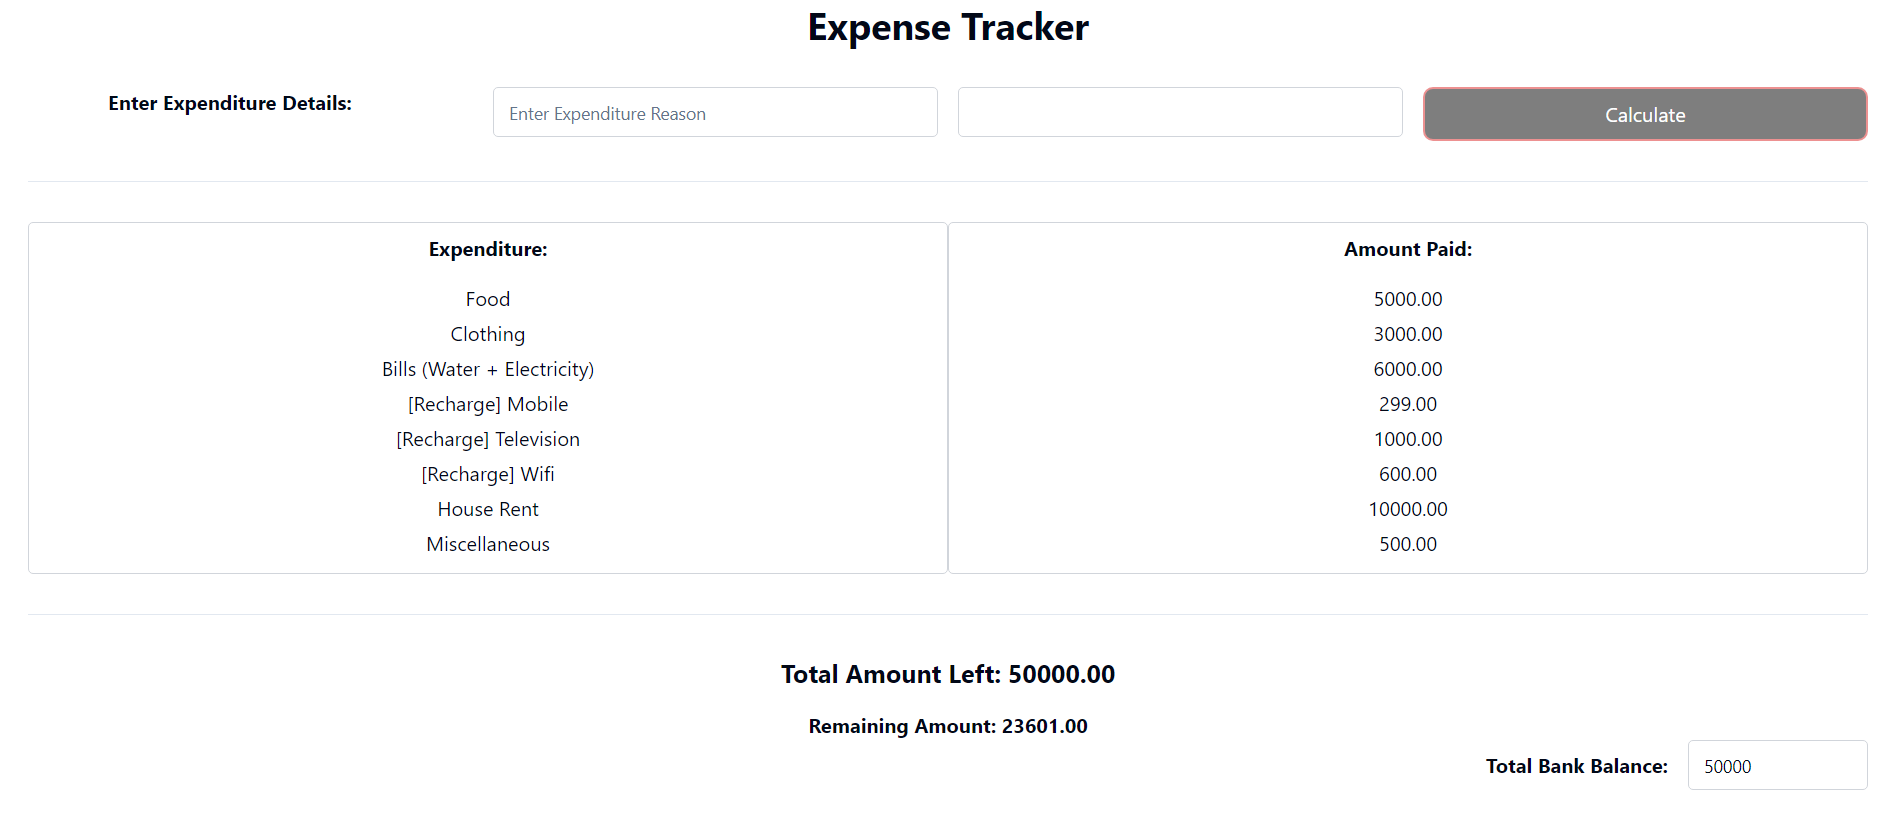 Expense Tracker
Enter Expenditure Details:
Enter Expenditure Reason
Calculate
Expenditure: Amount Paid:
Food 5000.00
Clothing 3000.00
Bills (Water + Electricity) 6000.00
[Recharge] Mobile 299.00
[Recharge] Television 1000.00
[Recharge] Wifi 600.00
House Rent 10000.00
Miscellaneous 500.00
Total Amount Left: 50000.00
Remaining Amount: 23601.00
Total Bank Balance: 50000